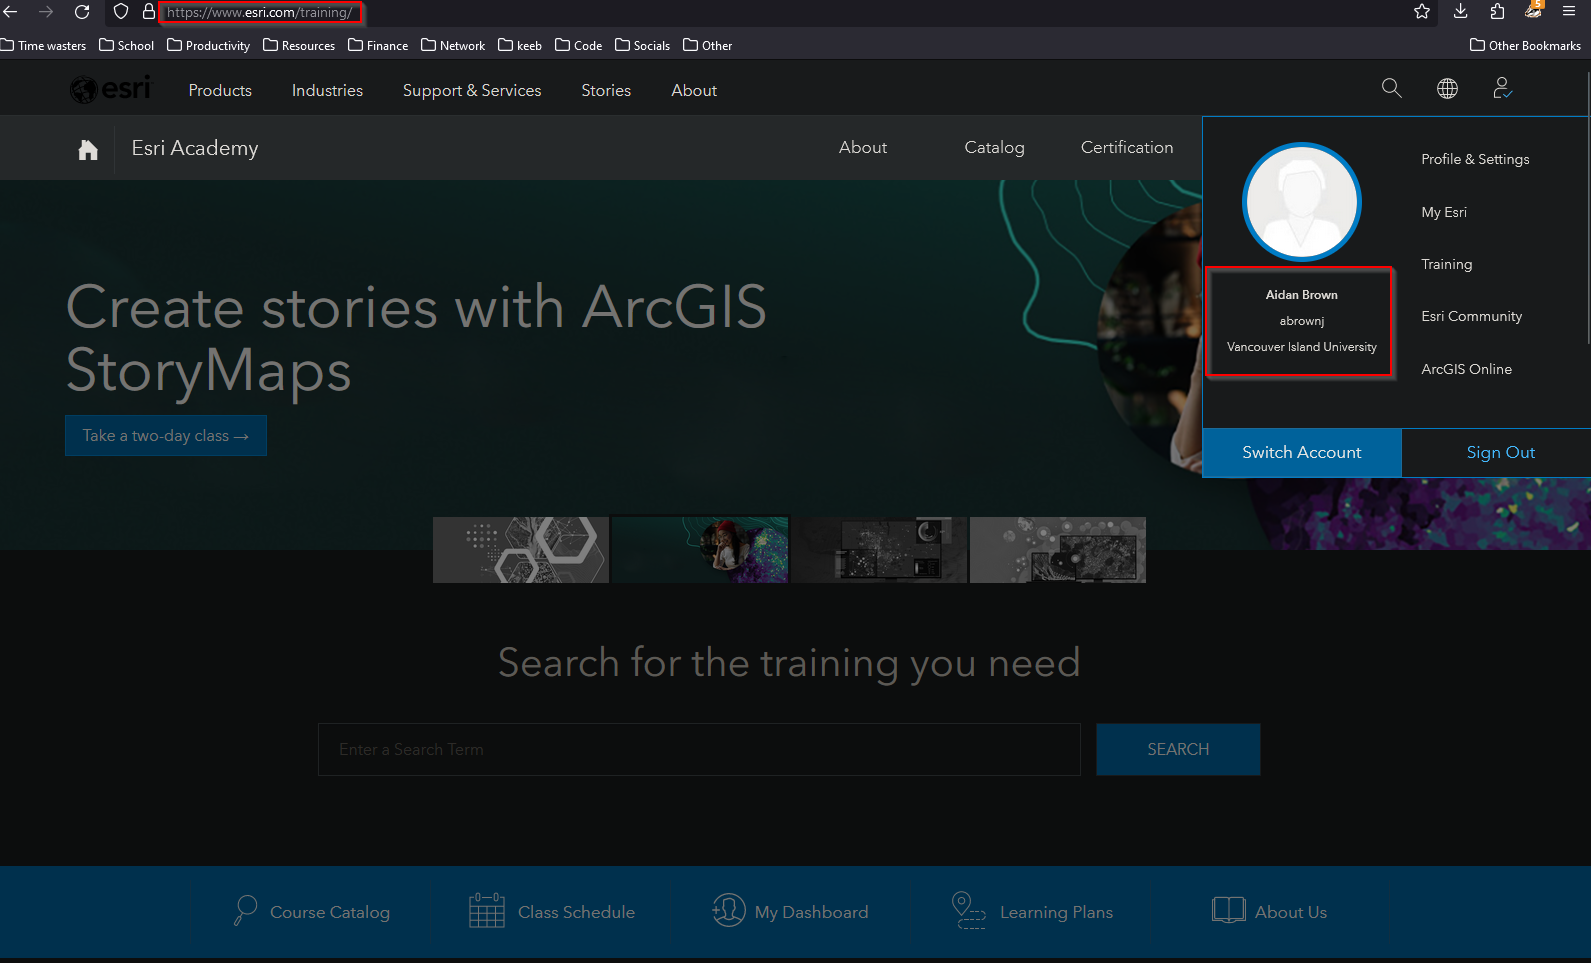 https://www.esri.com/training/
5
Time wasters School Productivity Resources Finance Network keeb Code Socials Other Other Bookmarks
esri Products Industries Support & Services Stories About
Esri Academy About Catalog Certification
Profile & Settings
My Esri
Training
Esri Community
ArcGIS Online
Aidan Brown
abrownj
Vancouver Island University
Switch Account Sign Out
Create stories with ArcGIS
StoryMaps
Take a two-day class →
Search for the training you need
Enter a Search Term SEARCH
Course Catalog Class Schedule My Dashboard Learning Plans About Us